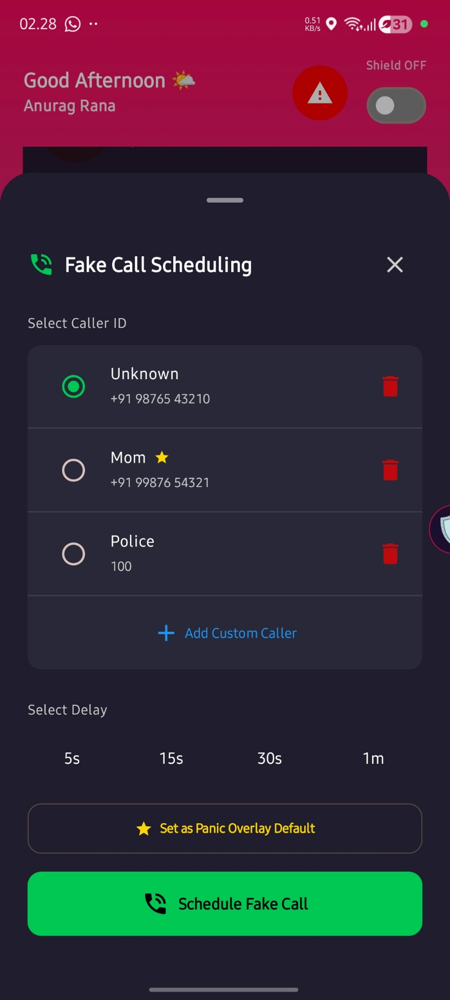 02.28
0.51
KB/s
31
Good Afternoon
Anurag Rana
Shield OFF
Fake Call Scheduling
Select Caller ID
Unknown
+91 98765 43210
Mom
+91 99876 54321
Police
100
Add Custom Caller
Select Delay
5s 15s 30s 1m
Set as Panic Overlay Default
Schedule Fake Call